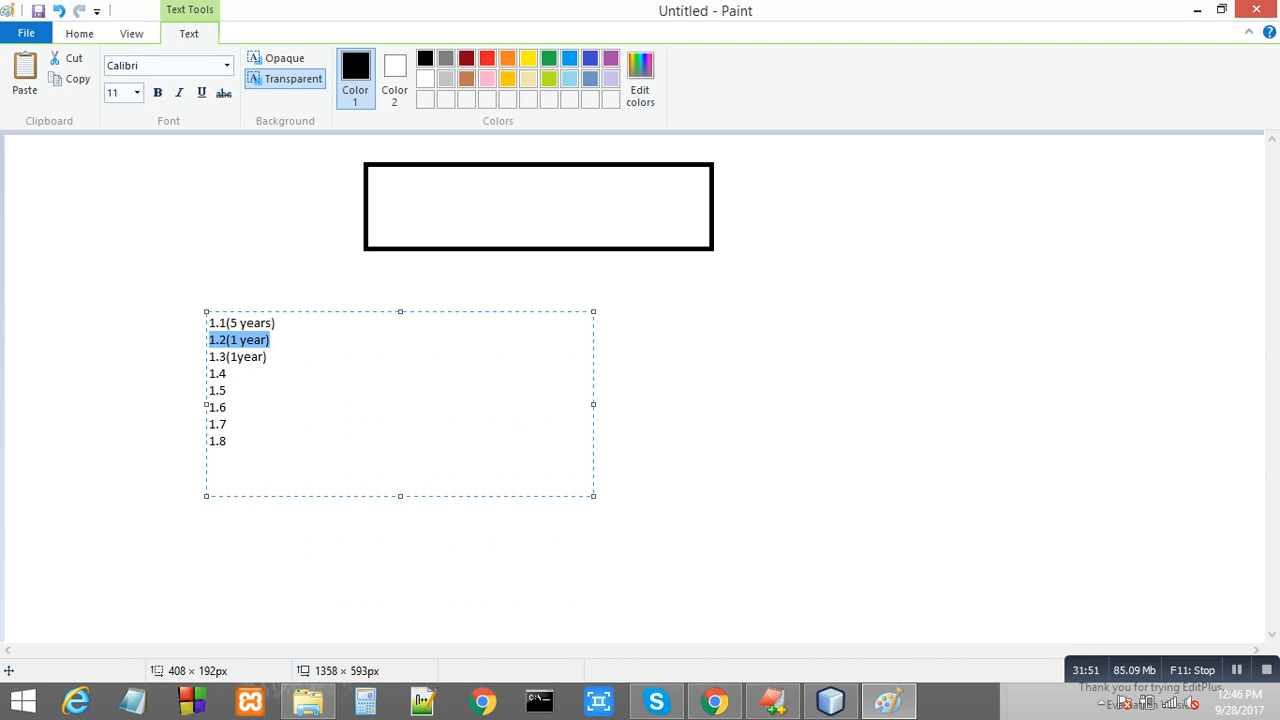 Text Tools
Untitled - Paint
File
Home
View
Text
Paste
Cut
Copy
Clipboard
Calibri
11
B
I
U
abc
Font
A Opaque
A Transparent
Background
Color 1
Color 2
Edit colors
Colors
1.1(5 years)
1.2(1 year)
1.3(1year)
1.4
1.5
1.6
1.7
1.8
408 × 192px
1358 × 593px
31:51
85.09 Mb
F11: Stop
Thank you for trying EditPlus
12:46 PM
9/28/2017